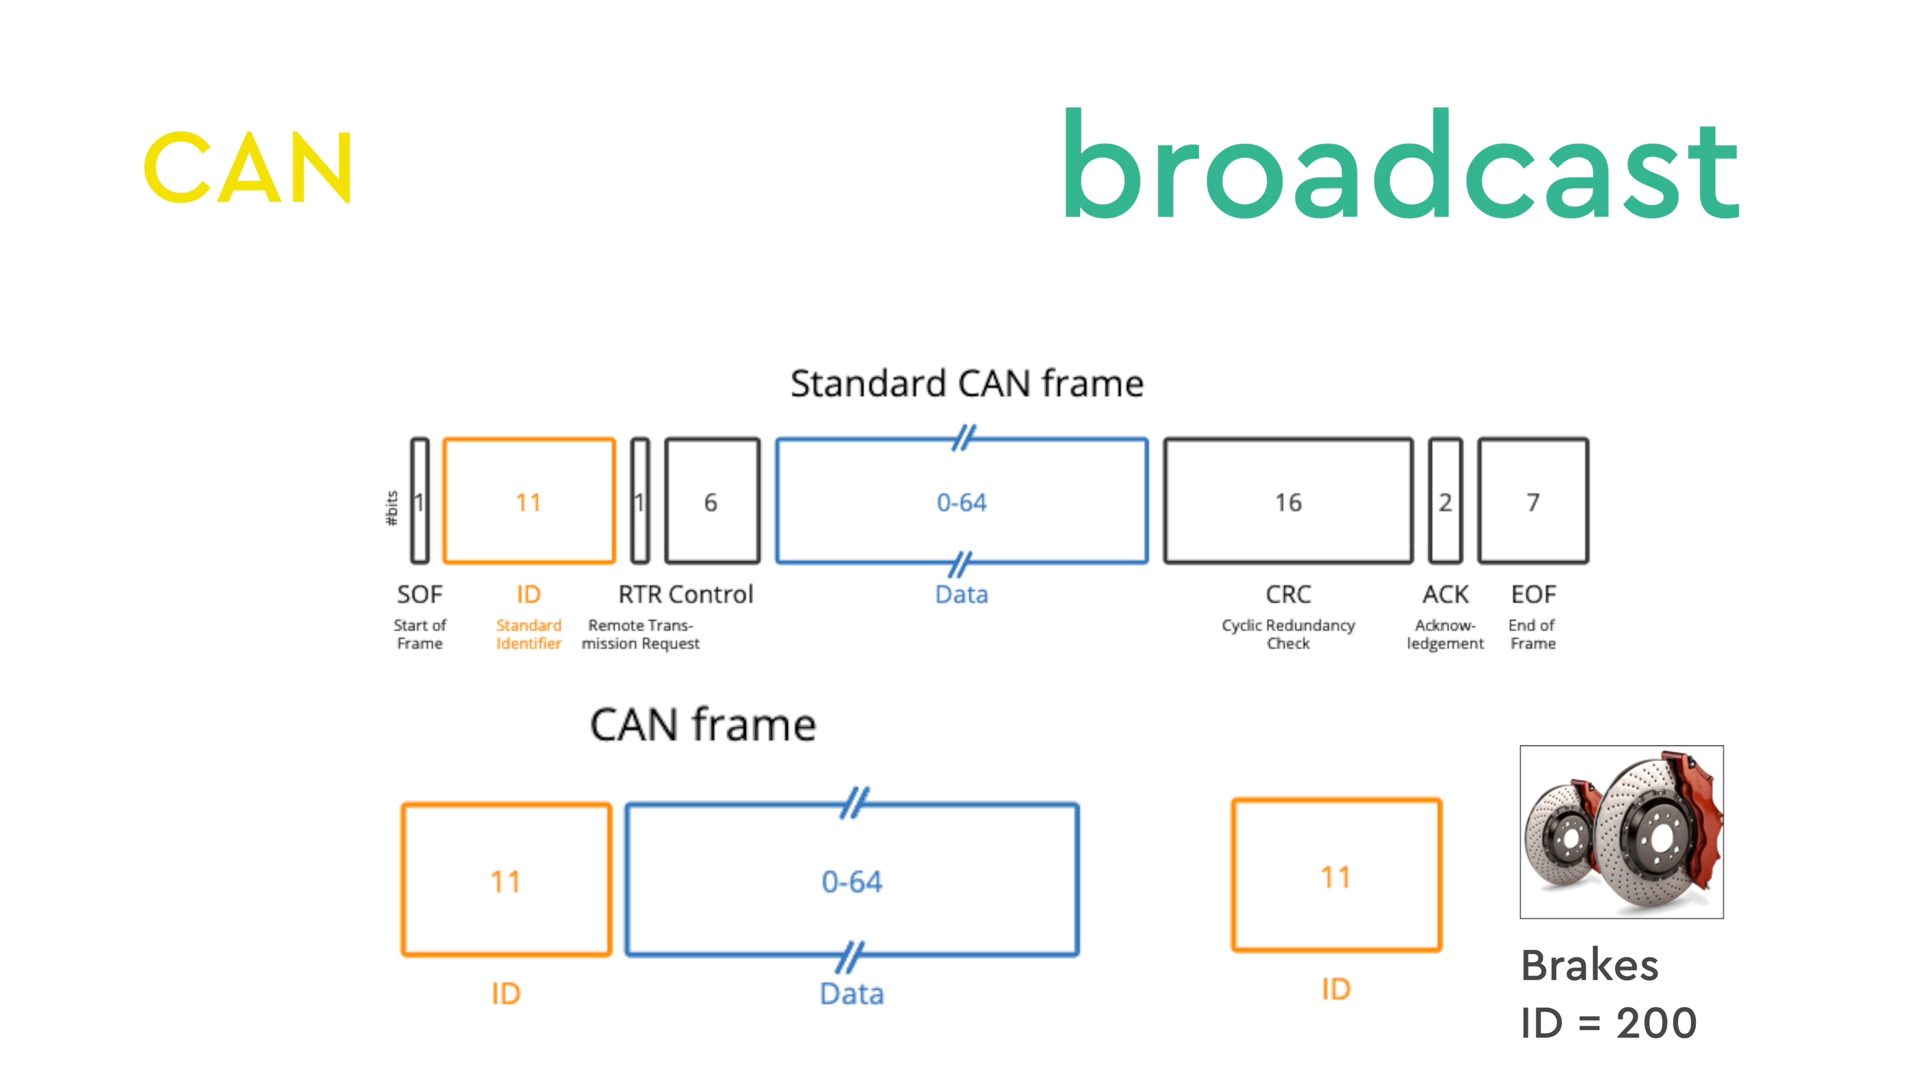 CAN
broadcast
Standard CAN frame
#bits
1
11
1
6
0-64
16
2
7
SOF
ID
RTR
Control
Data
CRC
ACK
EOF
Start of
Frame
Standard
Identifier
Remote Trans-
mission Request
Cyclic Redundancy
Check
Acknow-
ledgement
End of
Frame
CAN frame
11
0-64
11
ID
Data
ID
Brakes
ID = 200